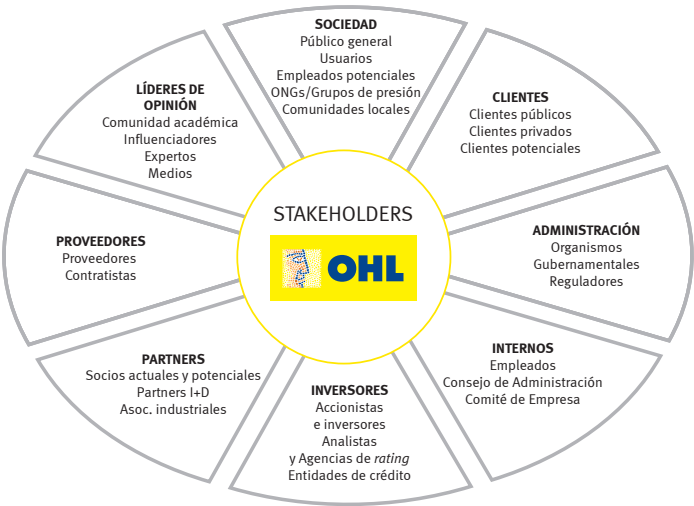 SOCIEDAD
Público general
Usuarios
Empleados potenciales
ONGs/Grupos de presión
Comunidades locales
CLIENTES
Clientes públicos
Clientes privados
Clientes potenciales
ADMINISTRACIÓN
Organismos
Gubernamentales
Reguladores
INTERNOS
Empleados
Consejo de Administración
Comité de Empresa
INVERSORES
Accionistas
e inversores
Analistas
y Agencias de rating
Entidades de crédito
PARTNERS
Socios actuales y potenciales
Partners I+D
Asoc. industriales
PROVEEDORES
Proveedores
Contratistas
LÍDERES DE
OPINIÓN
Comunidad académica
Influenciadores
Expertos
Medios
STAKEHOLDERS
OHL